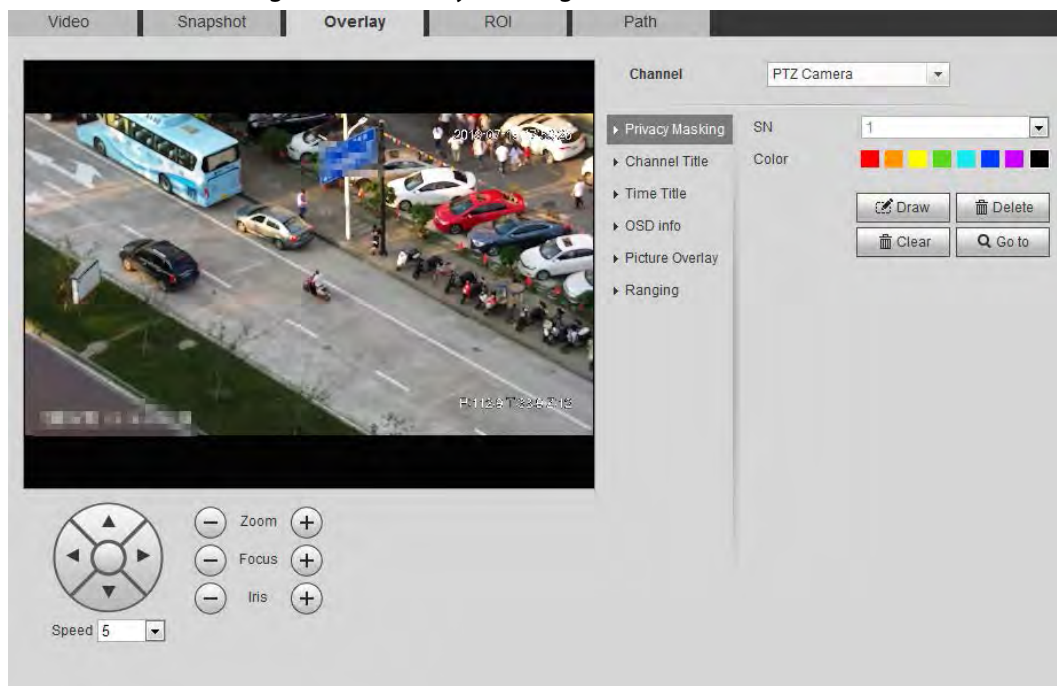 Video Snapshot Overlay ROI Path
Channel PTZ Camera
Privacy Masking
Channel Title
Time Title
OSD info
Picture Overlay
Ranging
SN 1
Color
Draw Delete
Clear Go to
Zoom
Focus
Iris
Speed 5